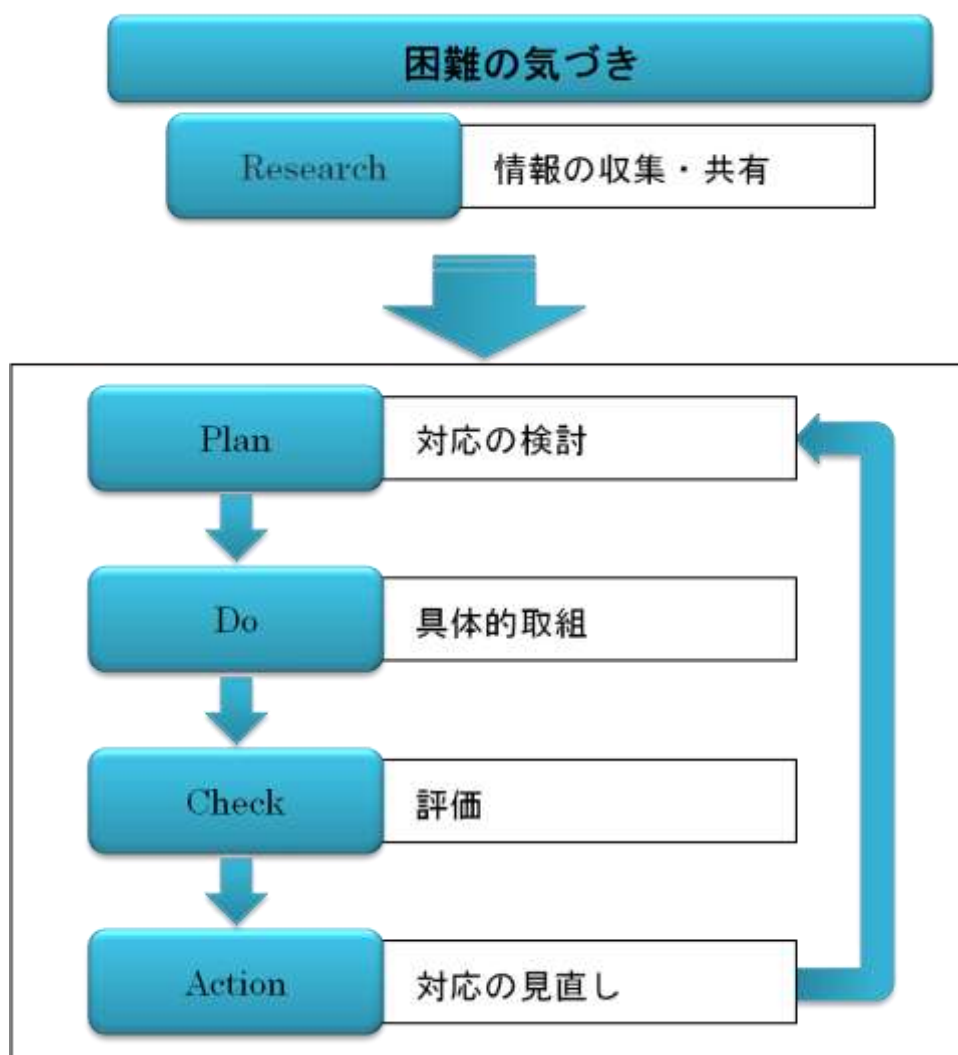 困難の気づき
Research 情報の収集・共有
Plan 対応の検討
Do 具体的取組
Check 評価
Action 対応の見直し